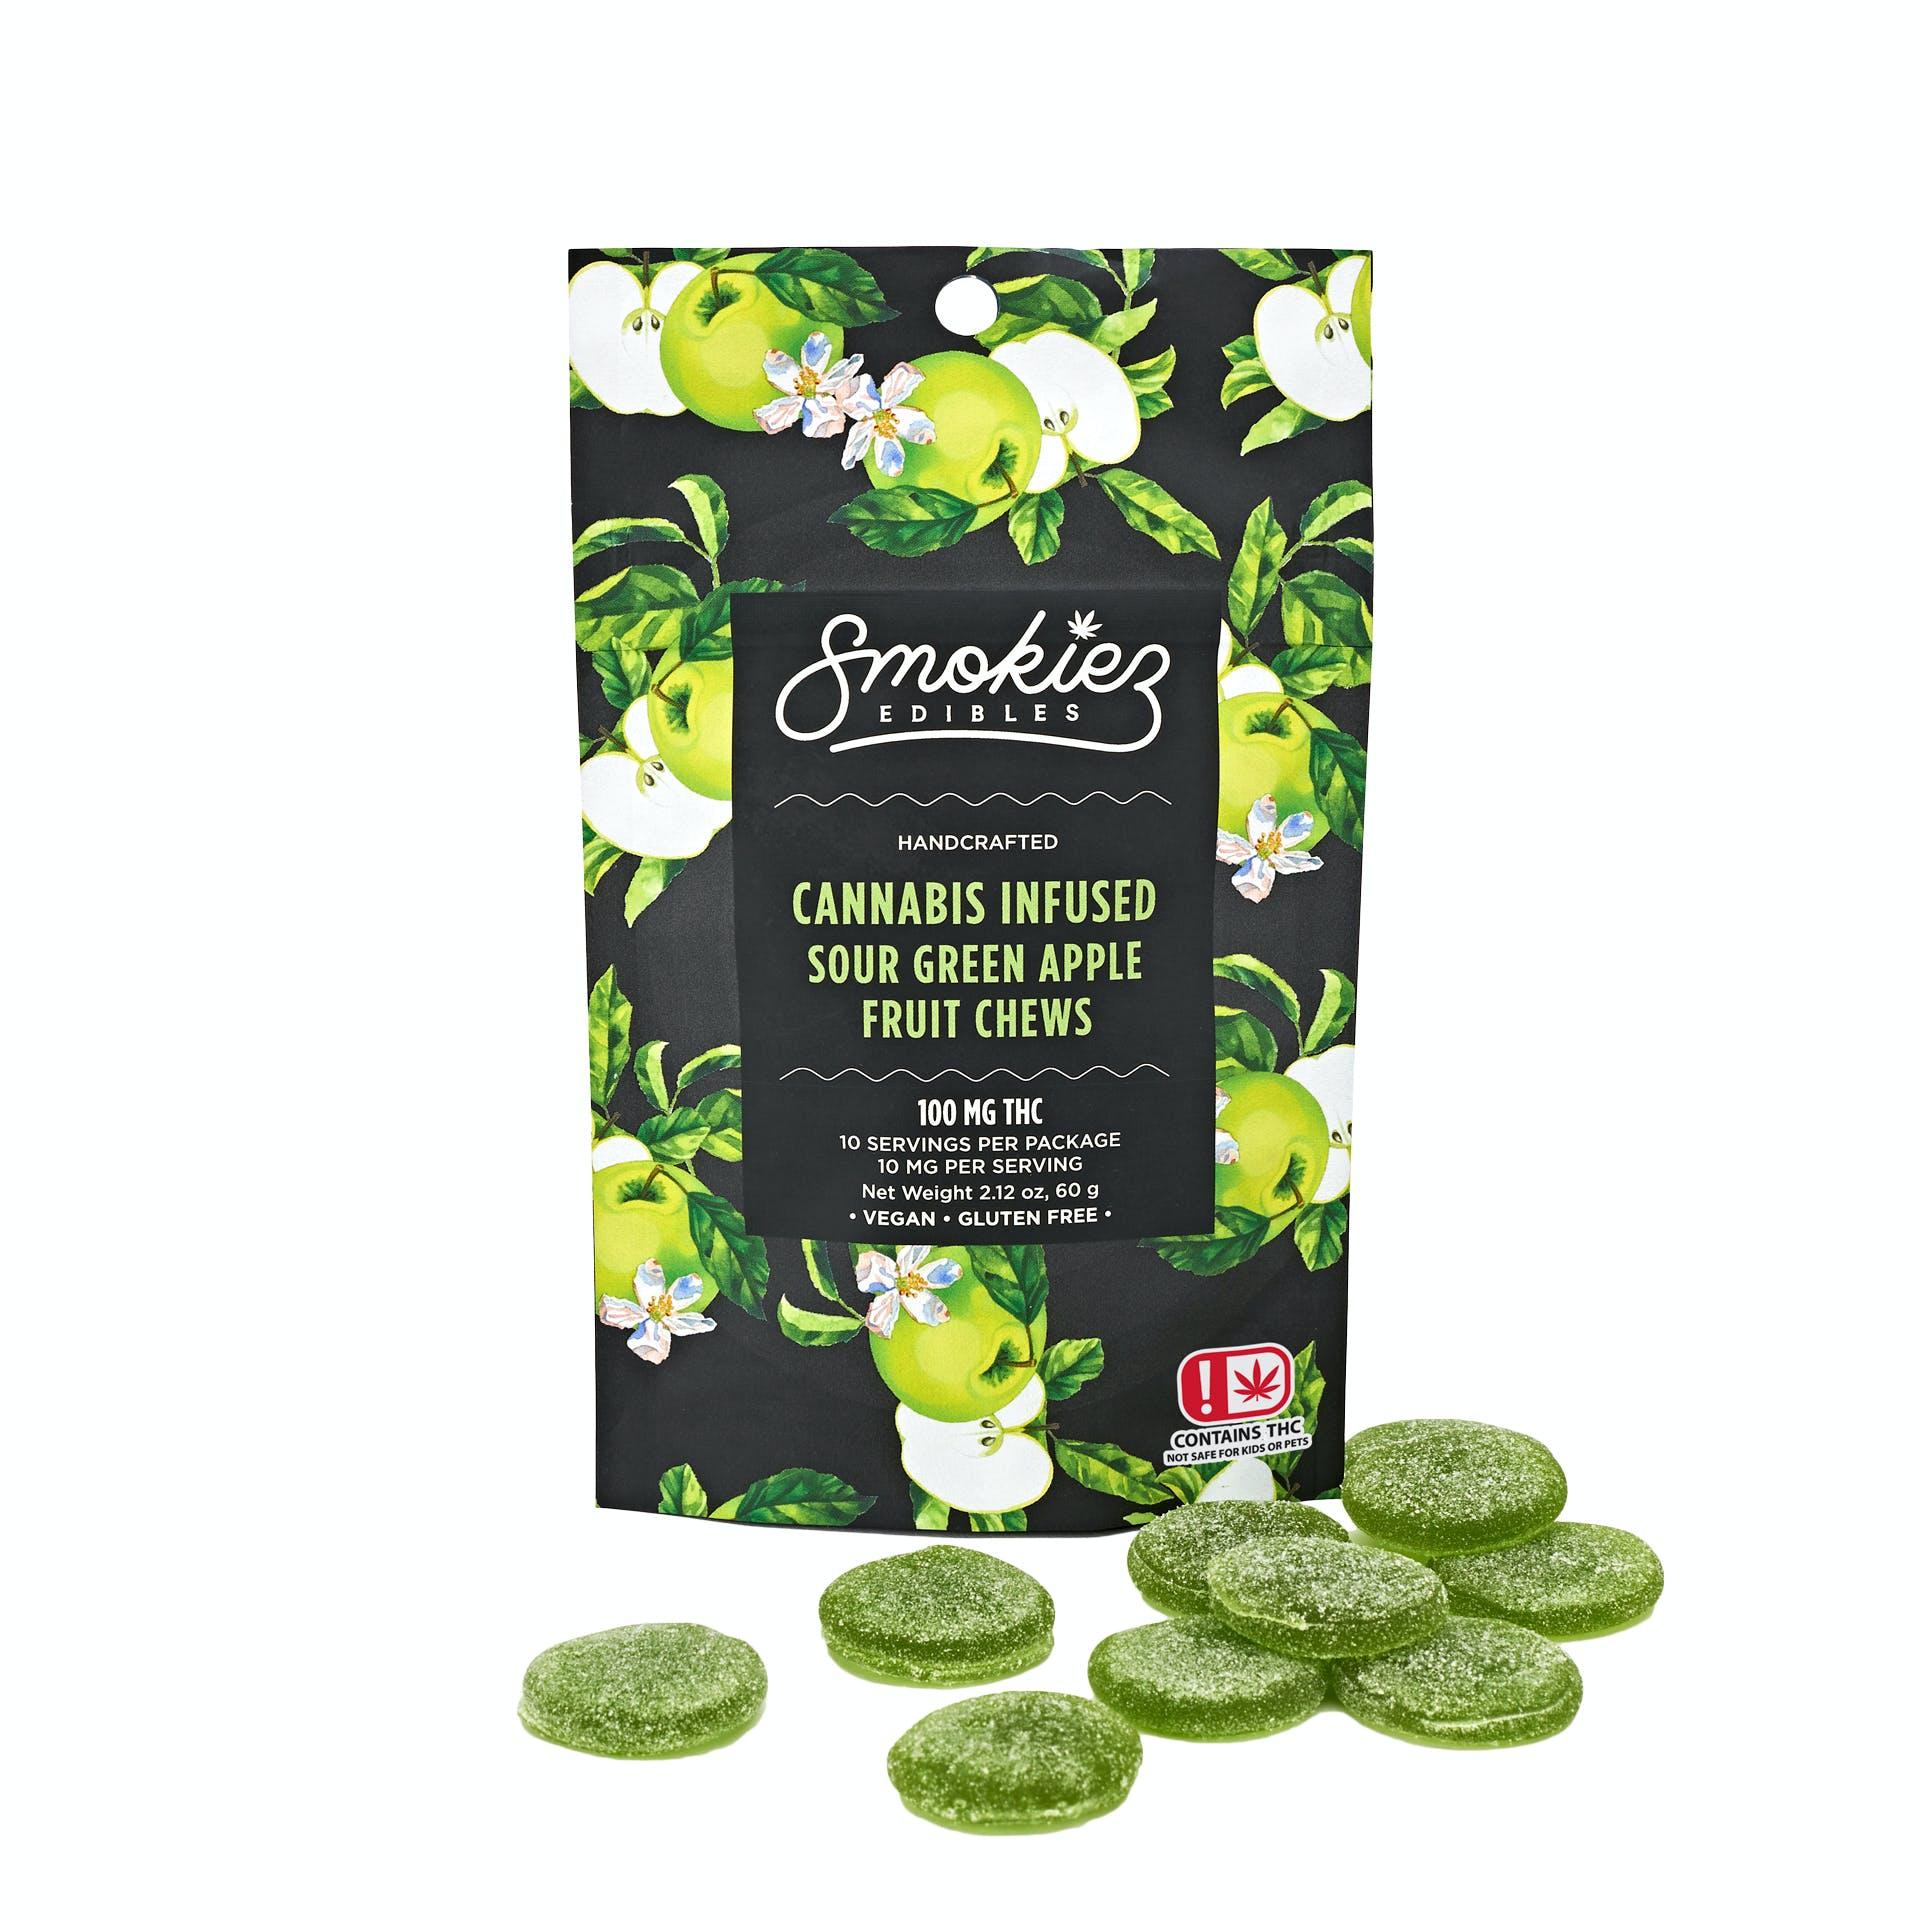 Smokiez
EDIBLES
HANDCRAFTED
CANNABIS INFUSED
SOUR GREEN APPLE
FRUIT CHEWS
100 MG THC
10 SERVINGS PER PACKAGE
10 MG PER SERVING
Net Weight 2.12 oz, 60 g
• VEGAN • GLUTEN FREE •
!
CONTAINS THC
NOT SAFE FOR KIDS OR PETS